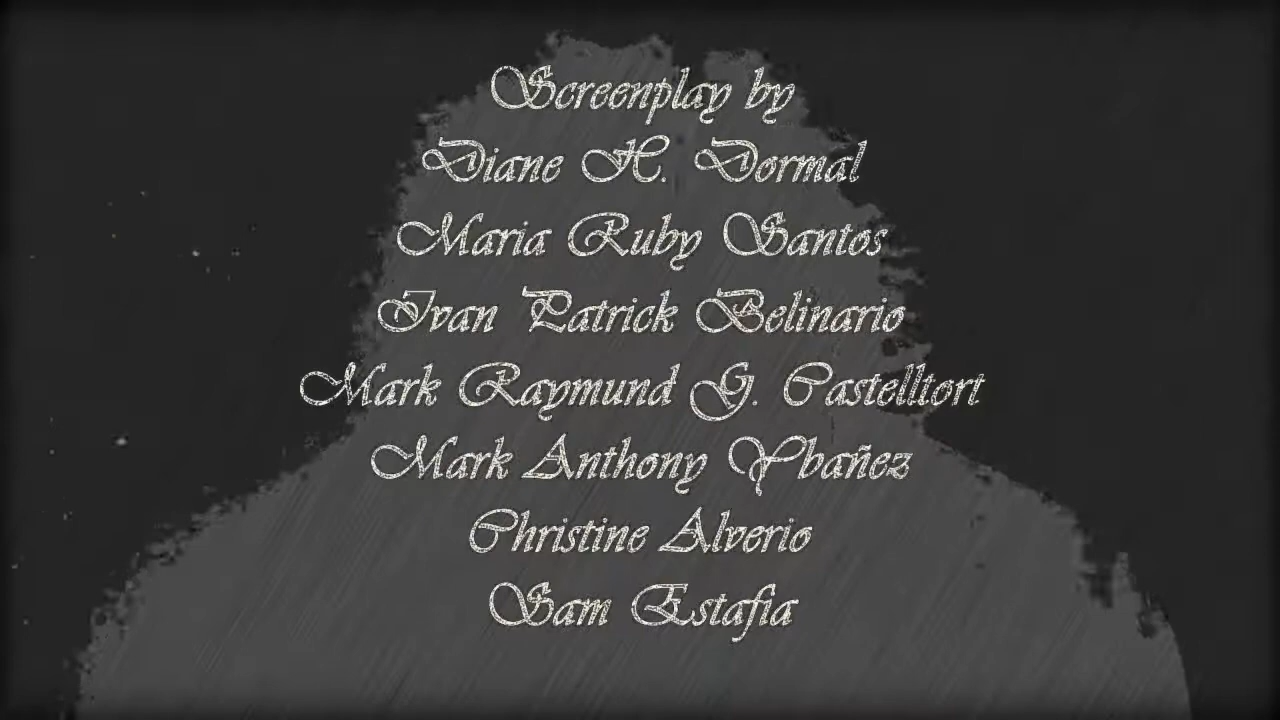 Screenplay by
Diane H. Dormal
Maria Ruby Santos
Ivan Patrick Belinario
Mark Raymund G. Castelltort
Mark Anthony Ybañez
Christine Alverio
Sam Estafia